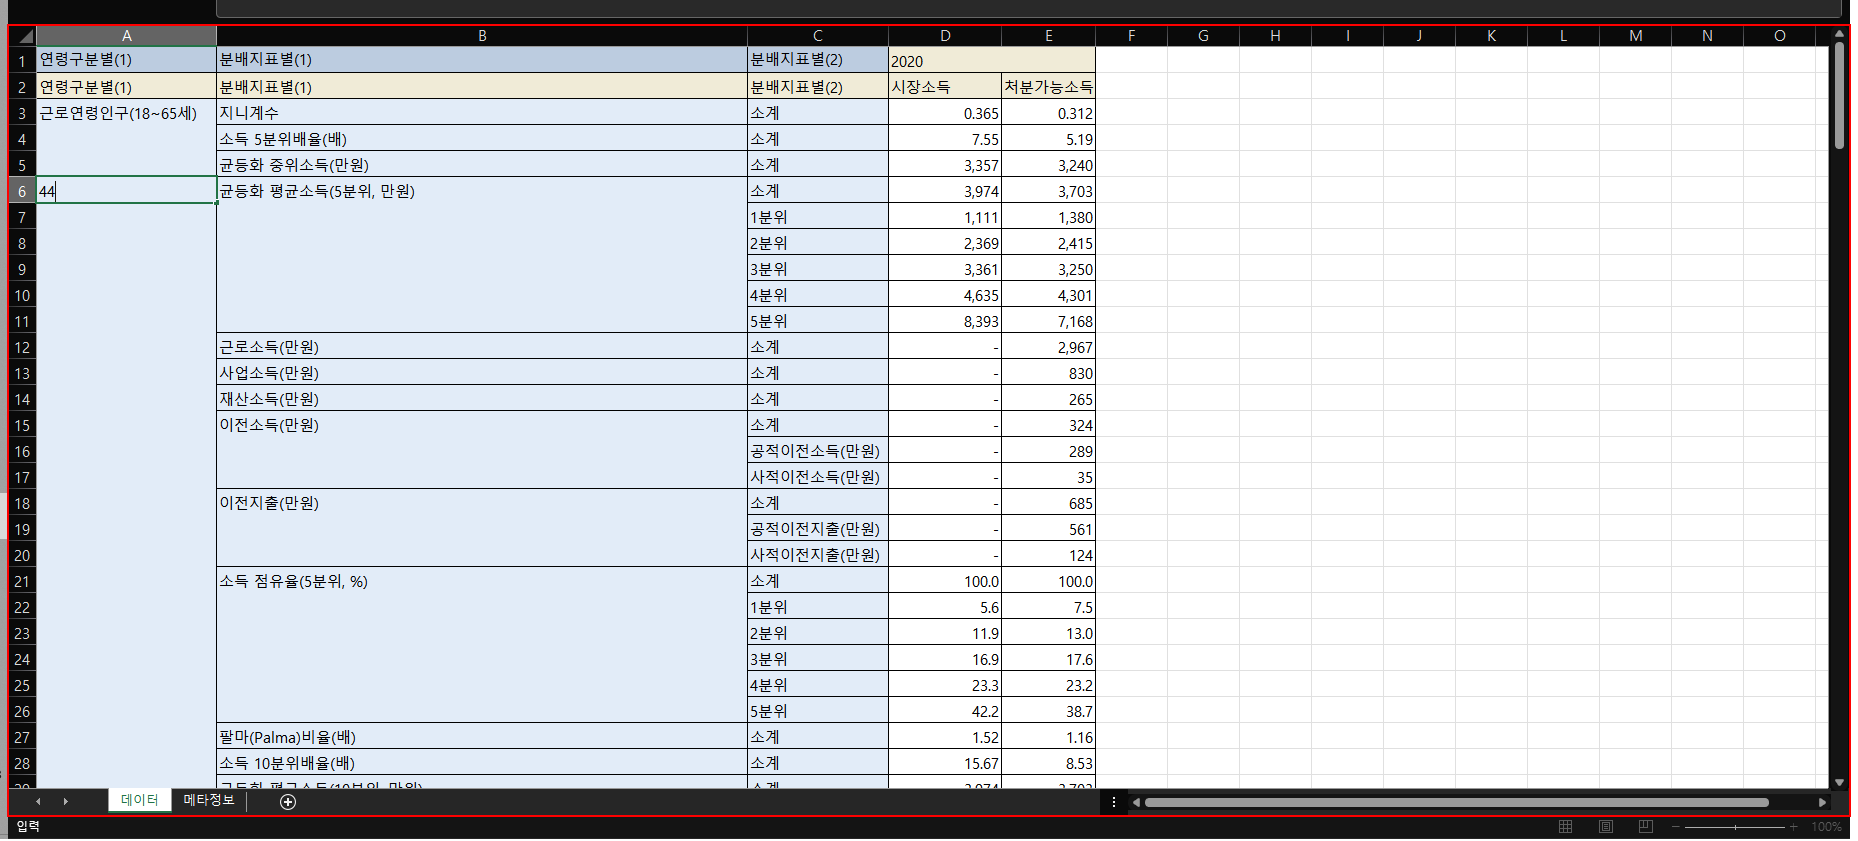 A B C D E F G H I J K L M N O
1 연령구분별(1) 분배지표별(1) 분배지표별(2) 2020
2 연령구분별(1) 분배지표별(1) 분배지표별(2) 시장소득 처분가능소득
3 근로연령인구(18~65세) 지니계수 소계 0.365 0.312
4 소득 5분위배율(배) 소계 7.55 5.19
5 균등화 중위소득(만원) 소계 3,357 3,240
6 44 균등화 평균소득(5분위, 만원) 소계 3,974 3,703
7 1분위 1,111 1,380
8 2분위 2,369 2,415
9 3분위 3,361 3,250
10 4분위 4,635 4,301
11 5분위 8,393 7,168
12 근로소득(만원) 소계 - 2,967
13 사업소득(만원) 소계 - 830
14 재산소득(만원) 소계 - 265
15 이전소득(만원) 소계 - 324
16 공적이전소득(만원) - 289
17 사적이전소득(만원) - 35
18 이전지출(만원) 소계 - 685
19 공적이전지출(만원) - 561
20 사적이전지출(만원) - 124
21 소득 점유율(5분위, %) 소계 100.0 100.0
22 1분위 5.6 7.5
23 2분위 11.9 13.0
24 3분위 16.9 17.6
25 4분위 23.3 23.2
26 5분위 42.2 38.7
27 팔마(Palma)비율(배) 소계 1.52 1.16
28 소득 10분위배율(배) 소계 15.67 8.53
데이터 메타정보
입력 100%